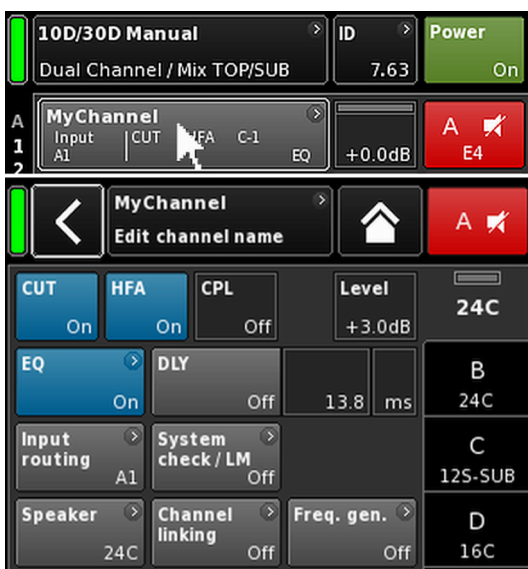 10D/30D Manual
Dual Channel / Mix TOP/SUB
ID
7.63
Power
On
A
1
2
MyChannel
Input
A1
CUT
HFA
C-1
EQ
+0.0dB
A
E4
MyChannel
Edit channel name
A
CUT
On
HFA
On
CPL
Off
Level
+3.0dB
24C
EQ
On
DLY
Off
13.8
ms
B
24C
Input
routing
A1
System
check / LM
Off
C
12S-SUB
Speaker
24C
Channel
linking
Off
Freq. gen.
Off
D
16C